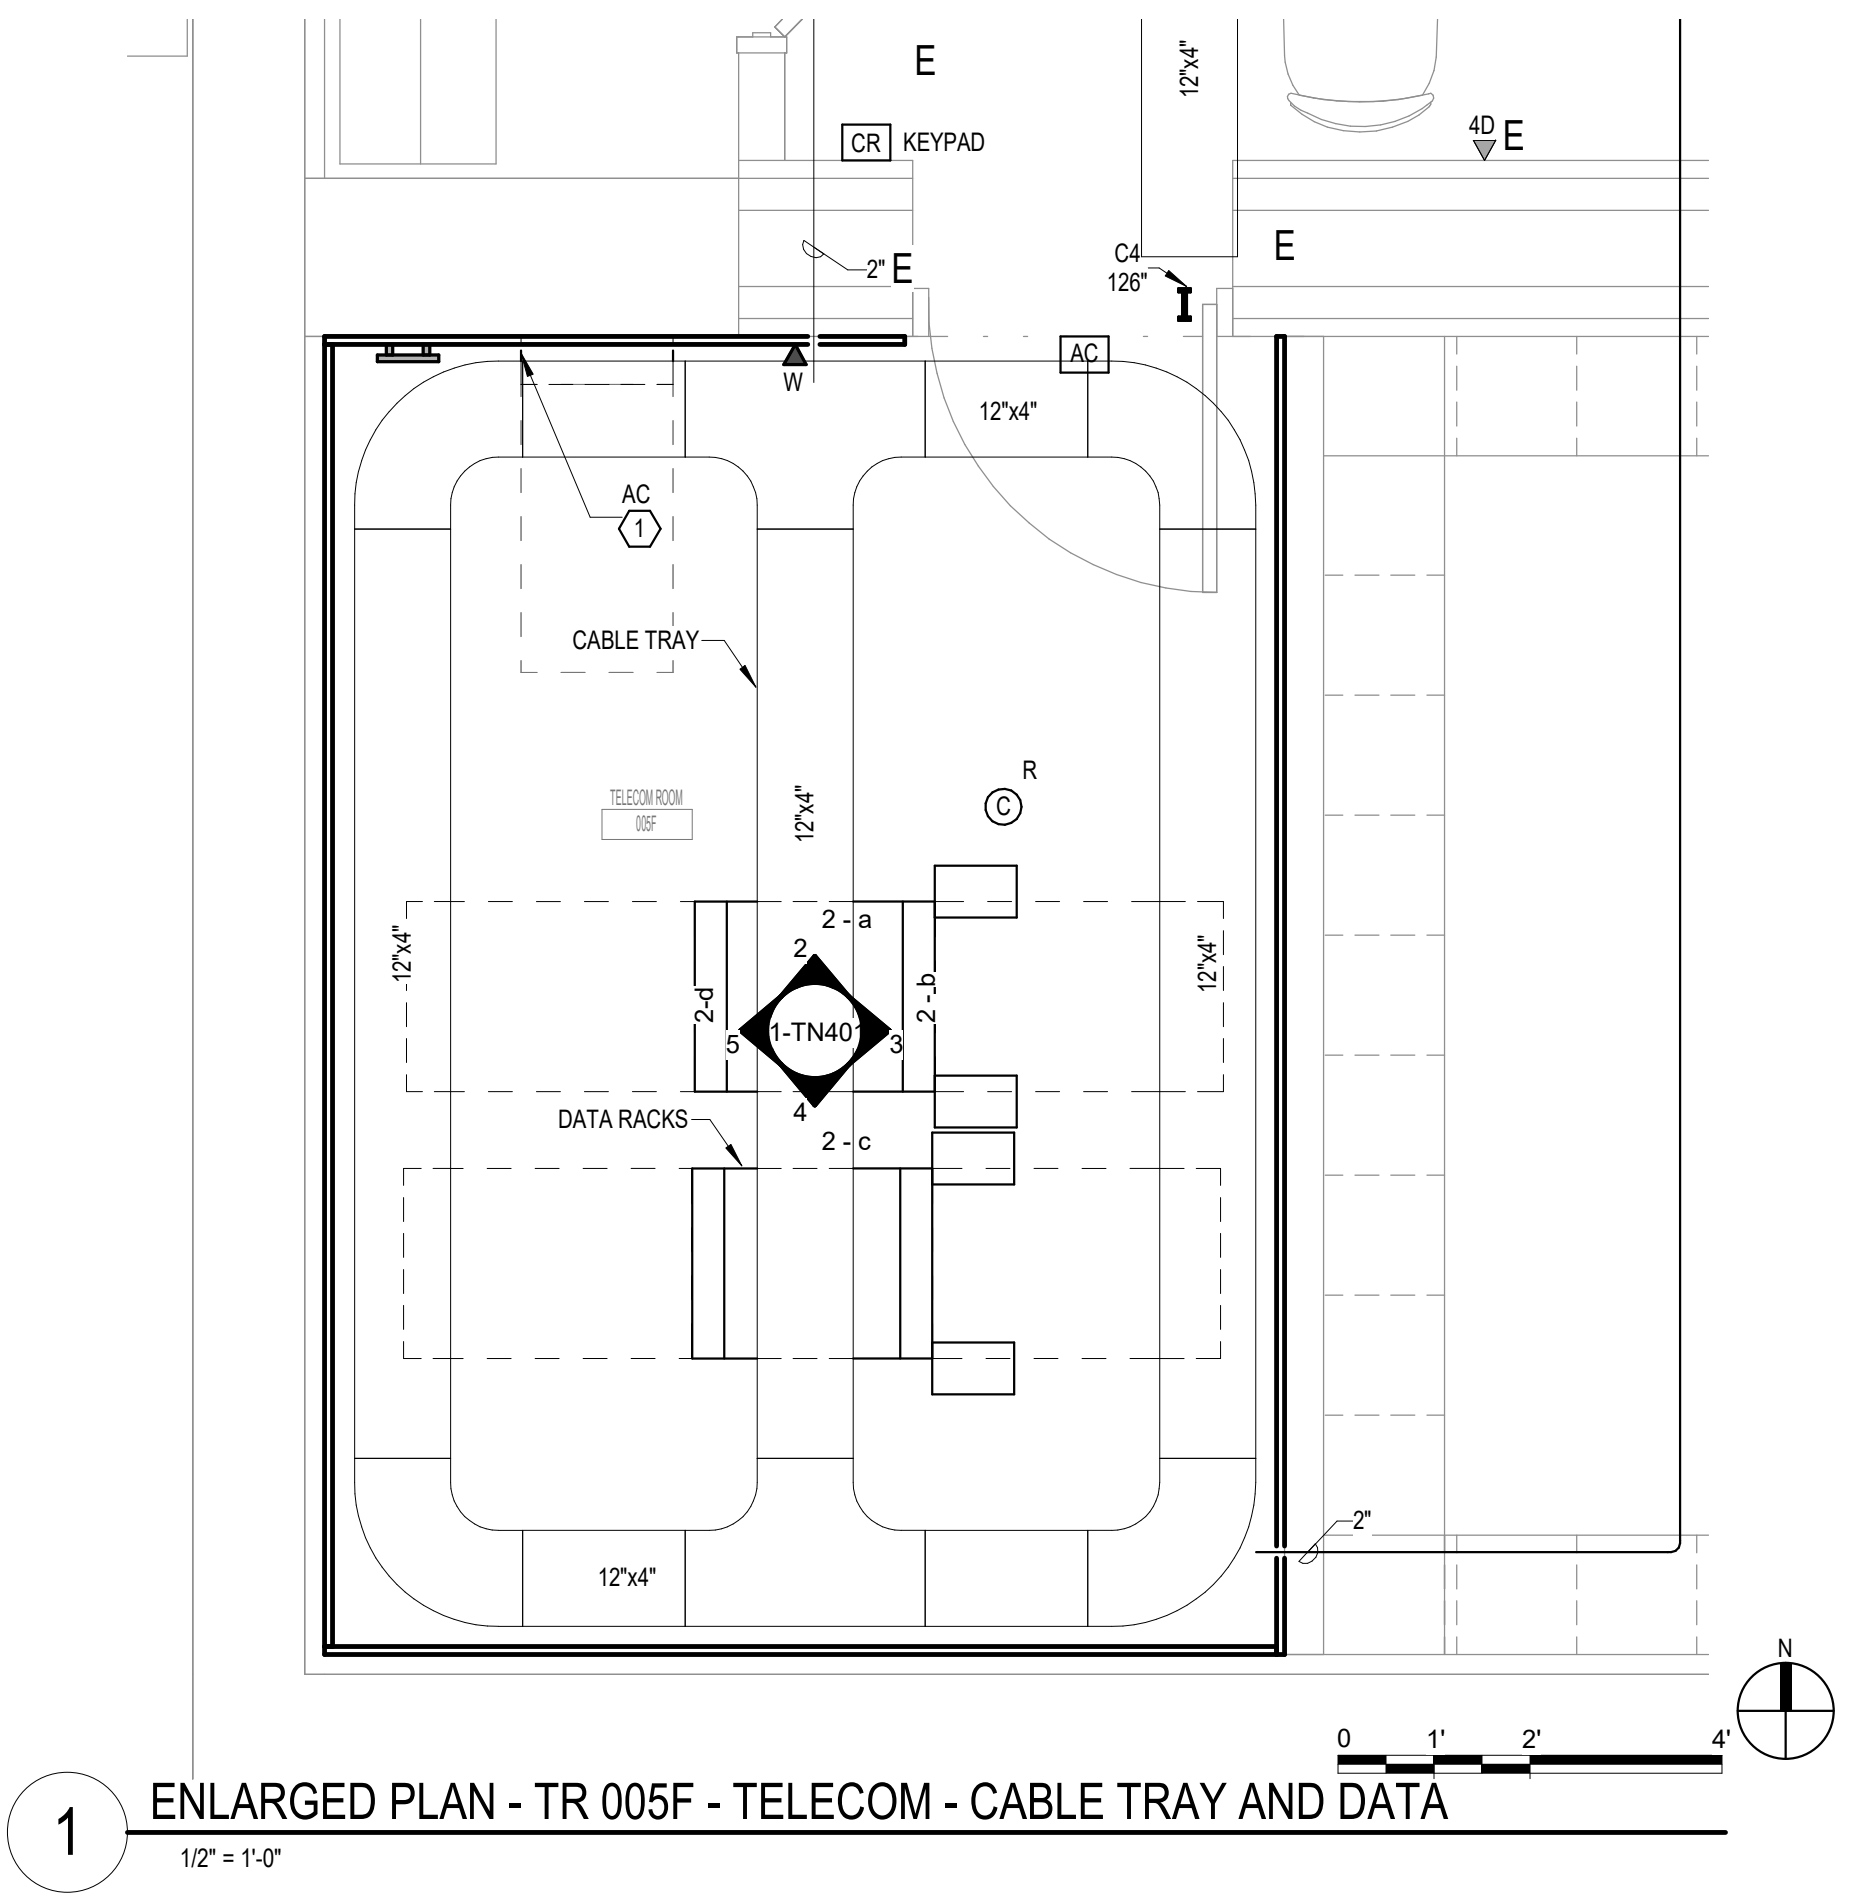 E
12"x4"
CR KEYPAD
4D E
E
C4
126"
2" E
AC
W
12"x4"
AC
1
CABLE TRAY
R
C
TELECOM ROOM
005F
12"x4"
2 - a
12"x4"
2
12"x4"
2-d
2 - b
1-TN401
5
3
4
DATA RACKS
2 - c
2"
12"x4"
N
0 1' 2' 4'
1 ENLARGED PLAN - TR 005F - TELECOM - CABLE TRAY AND DATA
1/2" = 1'-0"